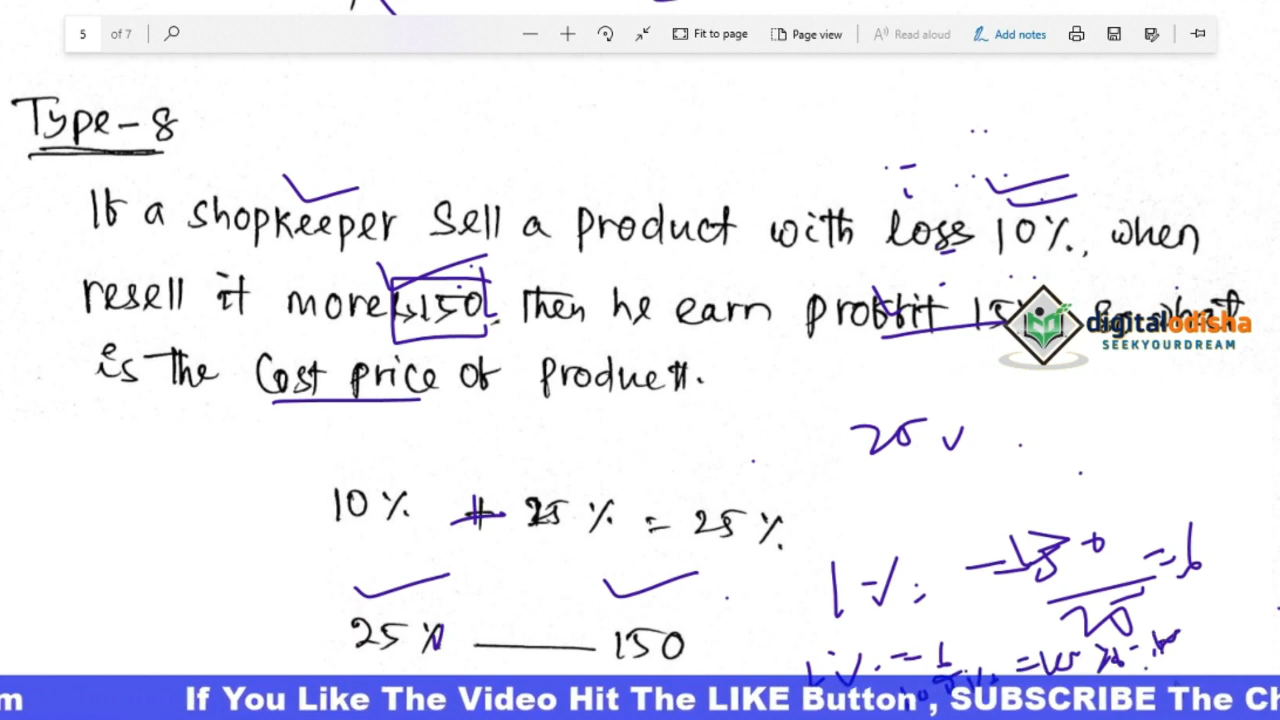 5 of 7 Fit to page Page view Read aloud Add notes
Type-8
If a shopkeeper sell a product with loss 10%, when
resell it more 150, then he earn profit
digitalodisha
SEEKYOURDREAM
is the cost price of product.
25
10% + 25% = 25%
25% 150
m If You Like The Video Hit The LIKE Button , SUBSCRIBE The Ch